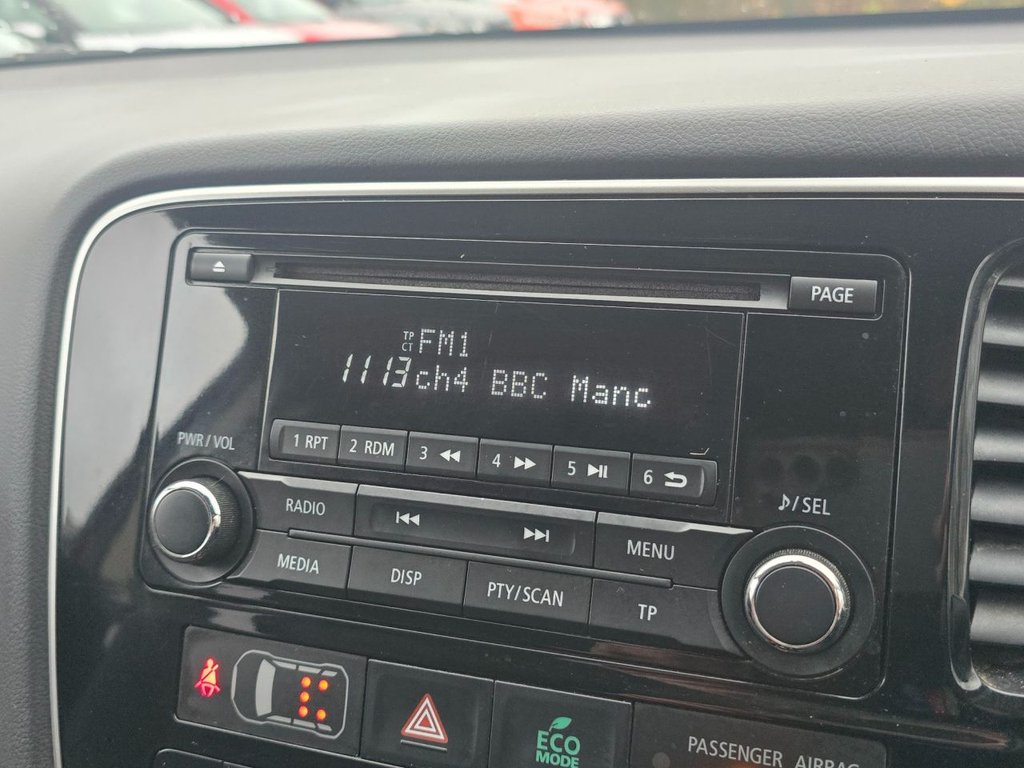 PAGE
TP FM1
CT
1113 ch4 BBC Manc
PWR/VOL
1 RPT 2 RDM 3 4 5 6
♪/SEL
RADIO
MENU
MEDIA
DISP
PTY/SCAN
TP
ECO
MODE
PASSENGER AIRBAG